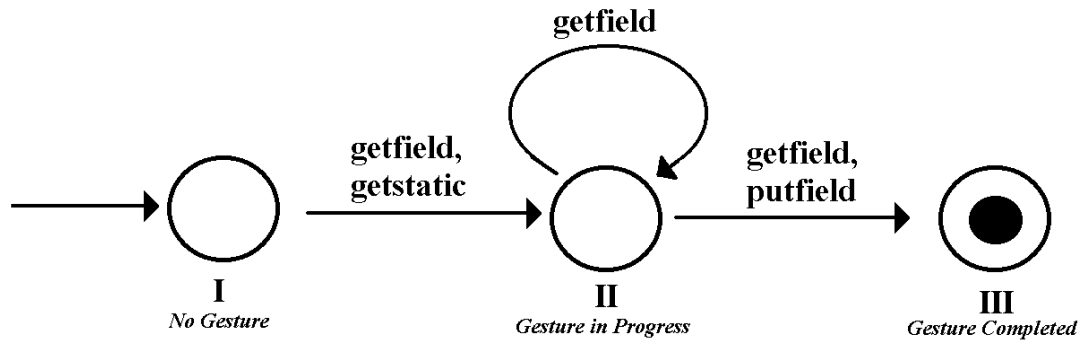 getfield
getfield,
getstatic
getfield,
putfield
I
No Gesture
II
Gesture in Progress
III
Gesture Completed